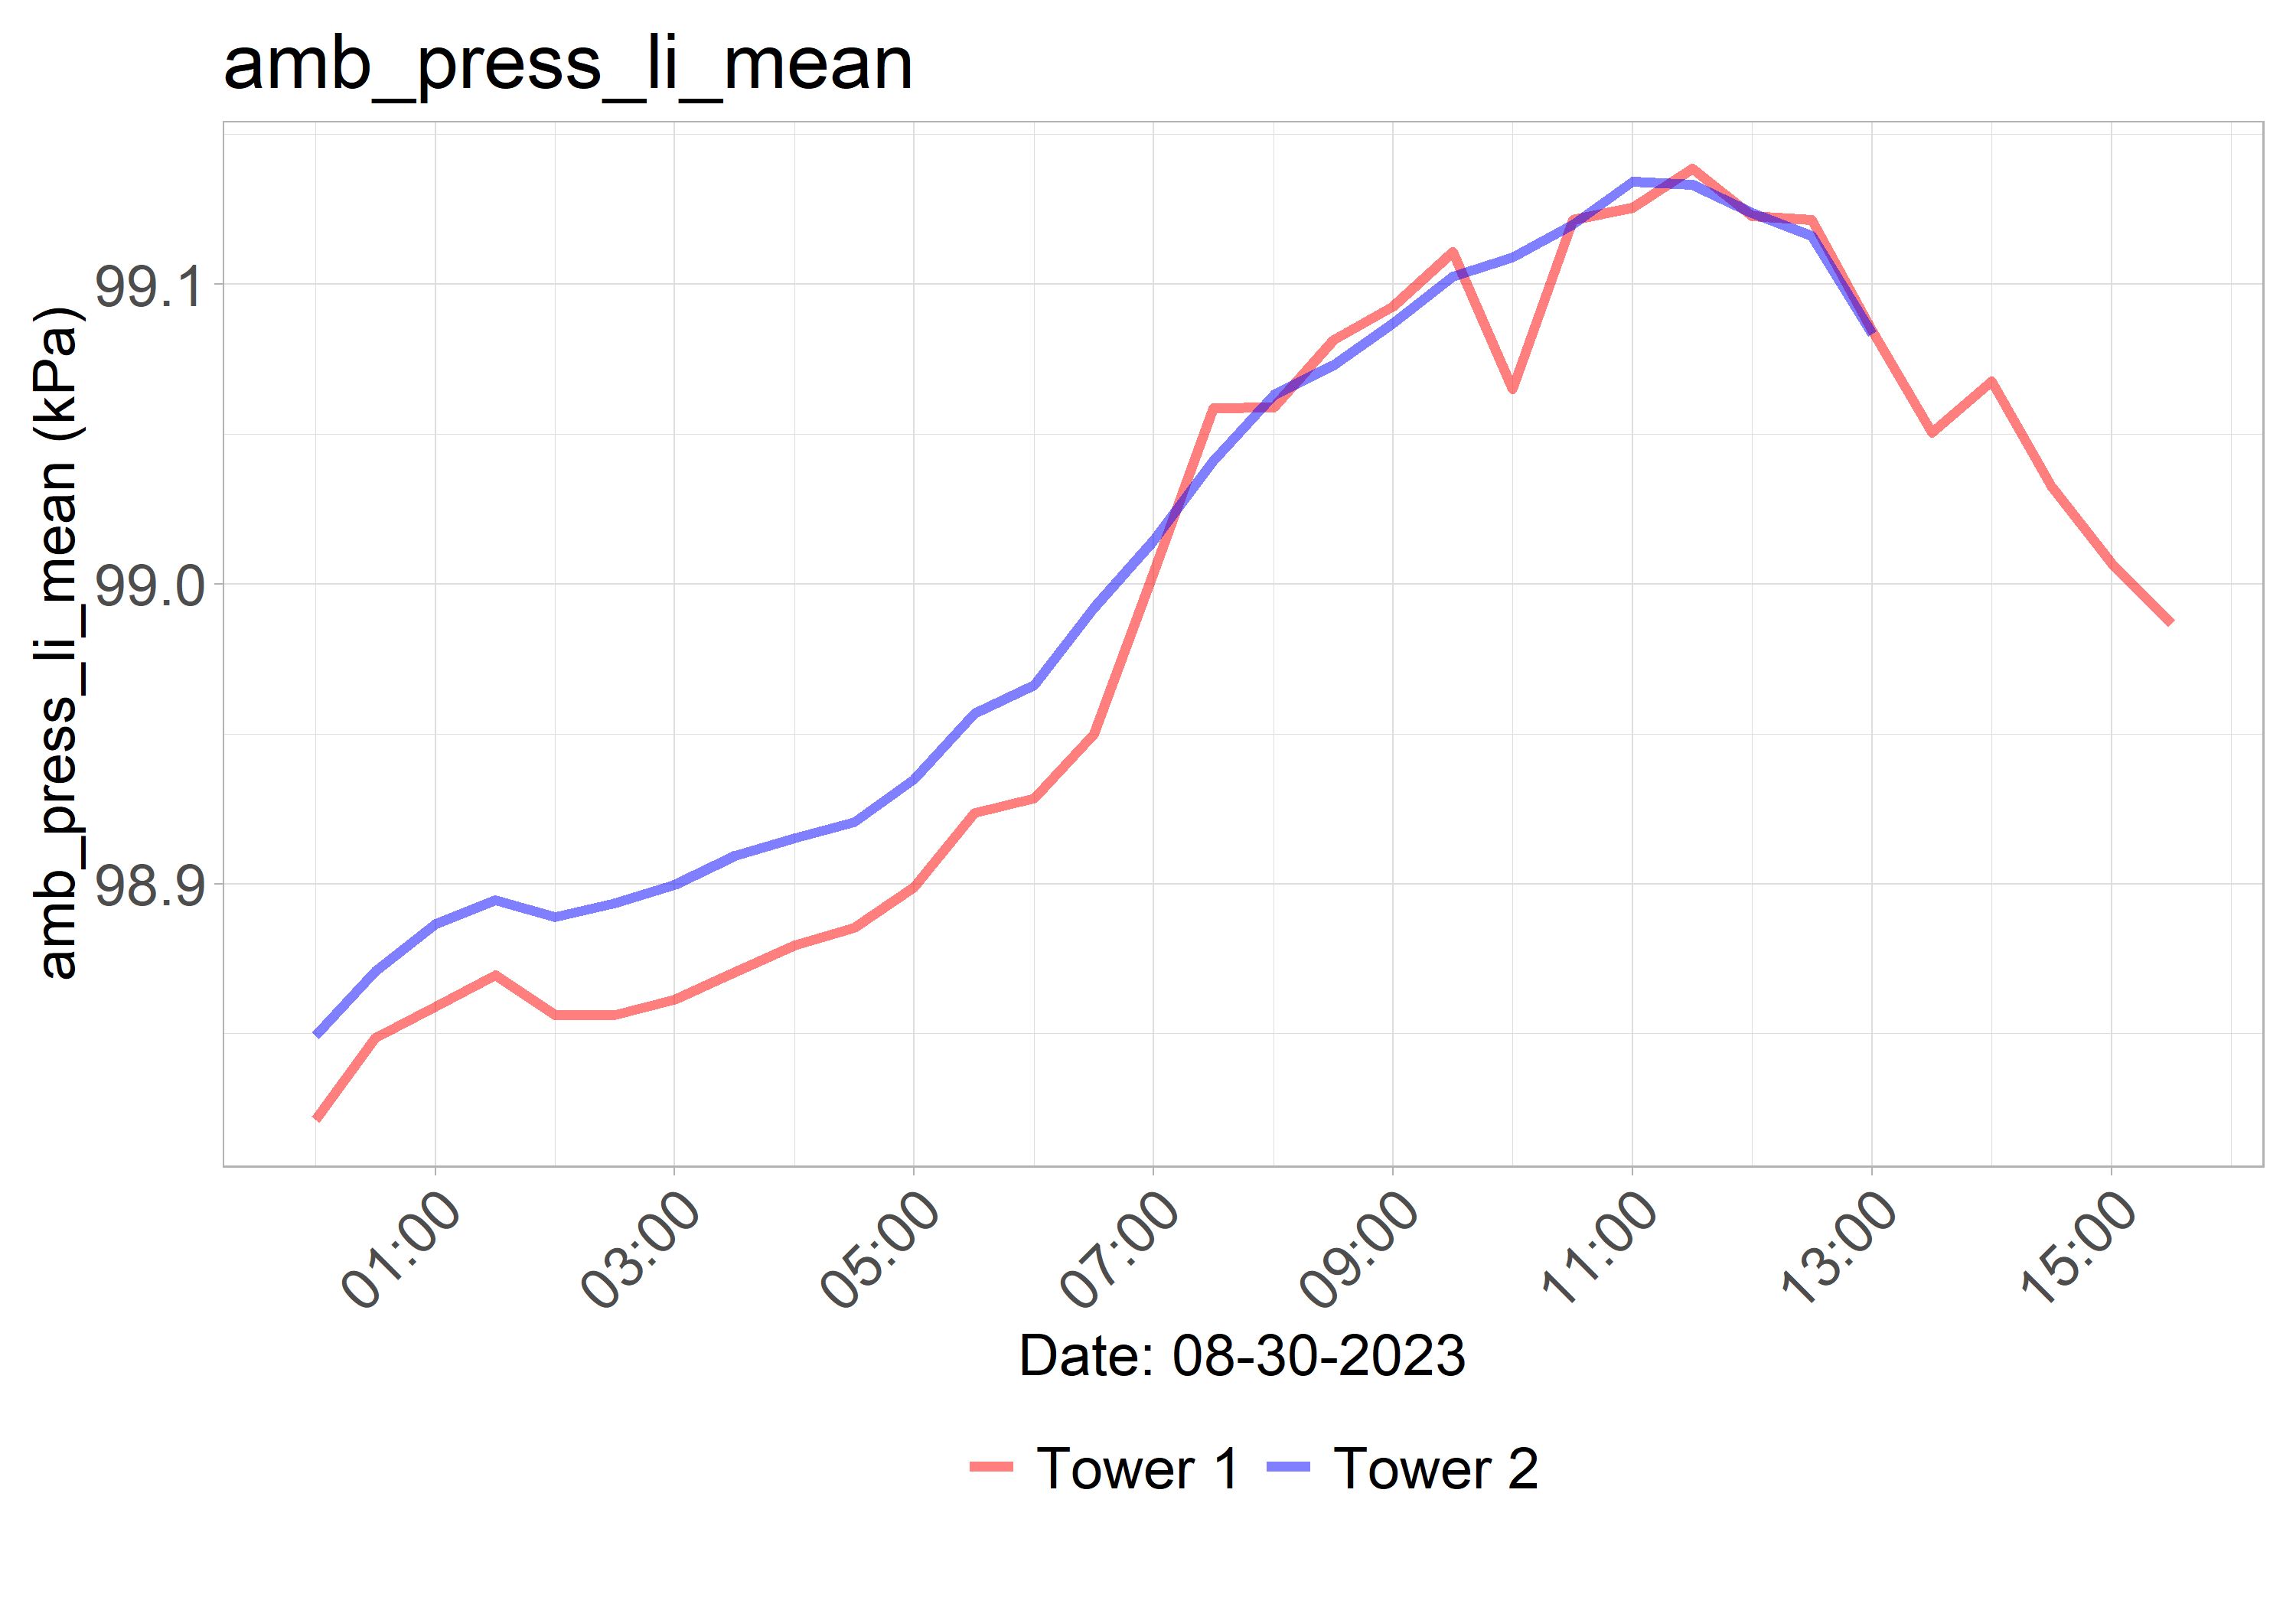 amb_press_li_mean
amb_press_li_mean (kPa)
99.1
99.0
98.9
01:00 03:00 05:00 07:00 09:00 11:00 13:00 15:00
Date: 08-30-2023
Tower 1 Tower 2